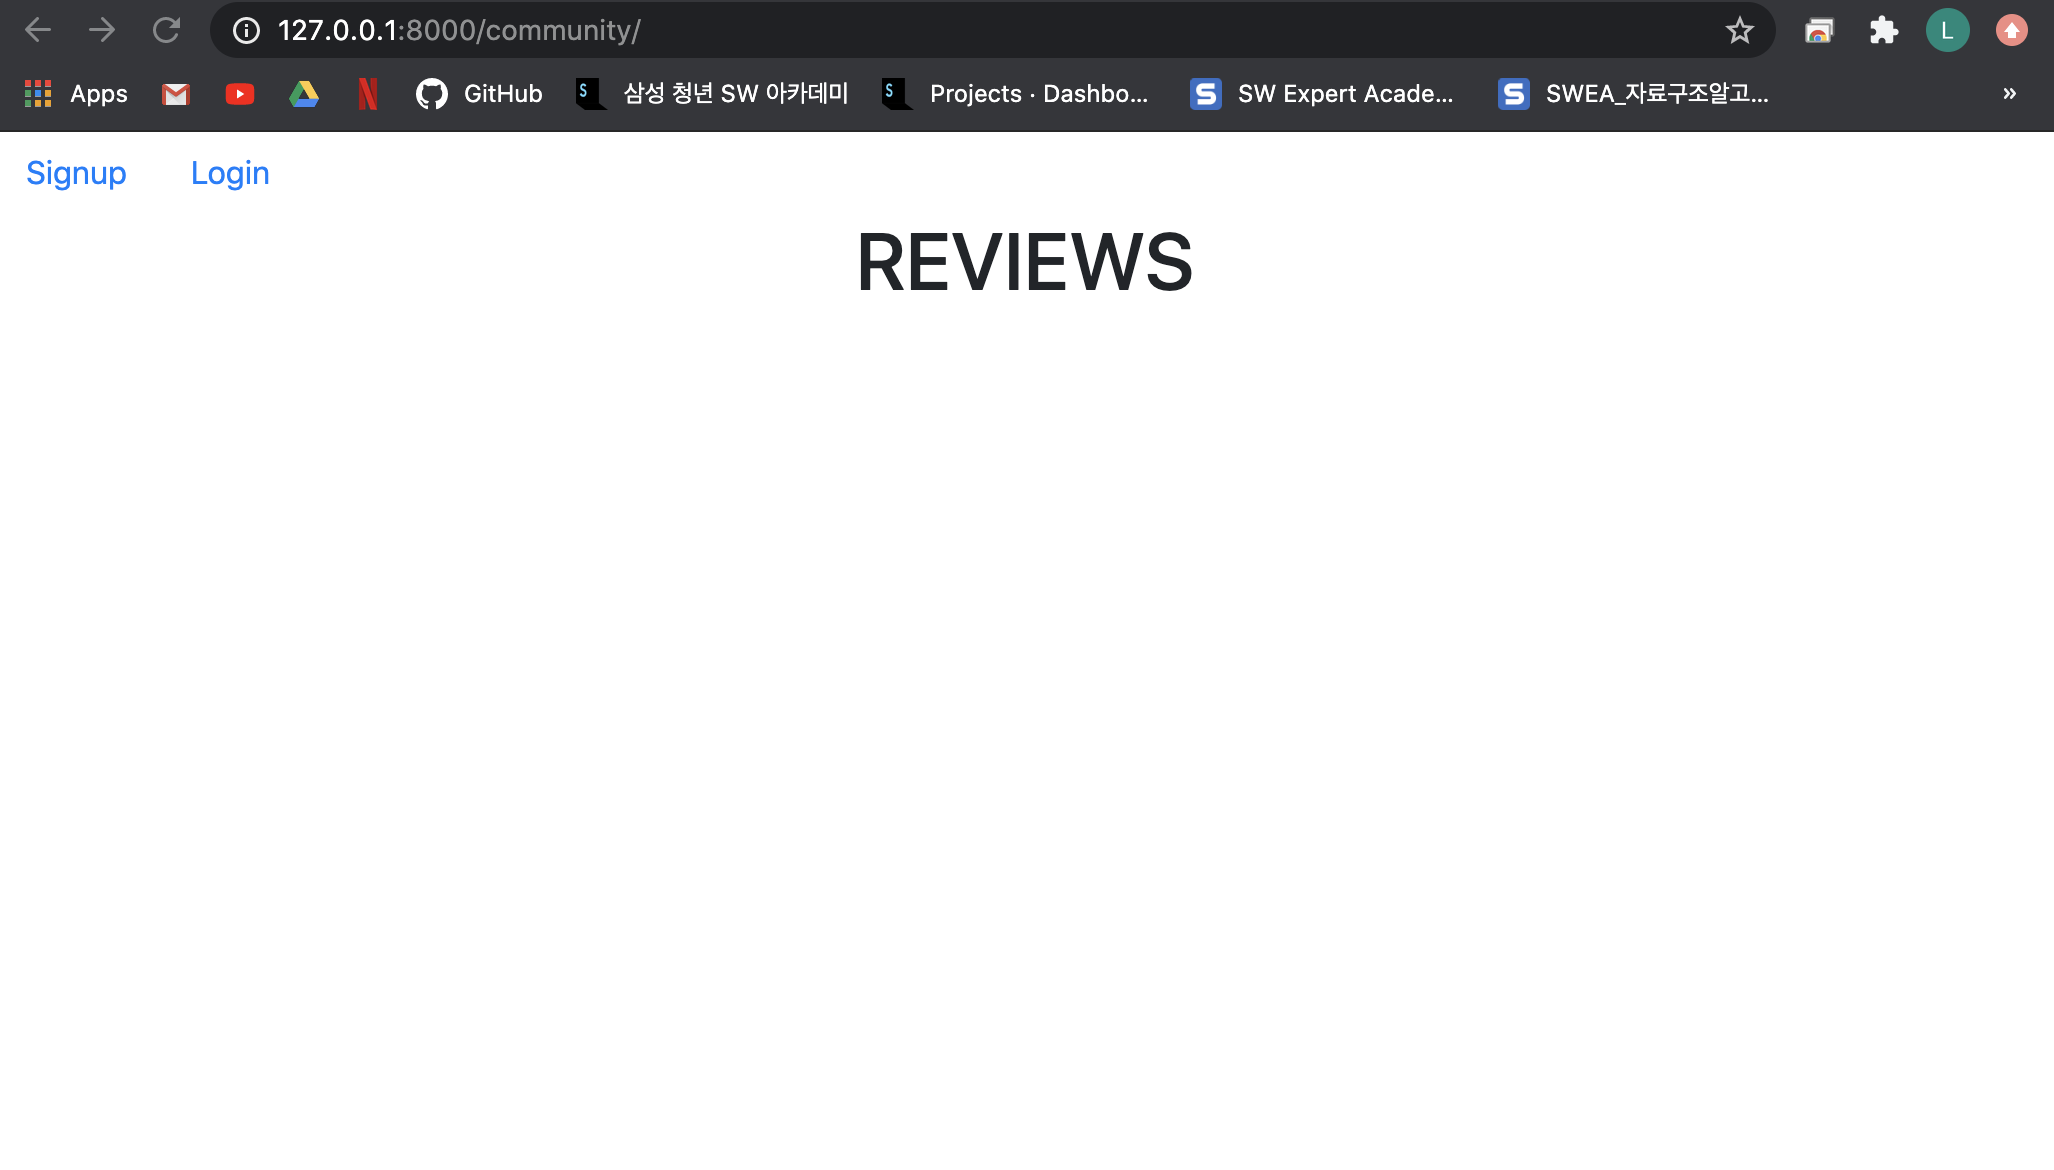 127.0.0.1:8000/community/
L
Apps GitHub 삼성 청년 SW 아카데미 Projects · Dashbo... SW Expert Acade... SWEA_자료구조알고...
Signup Login
REVIEWS